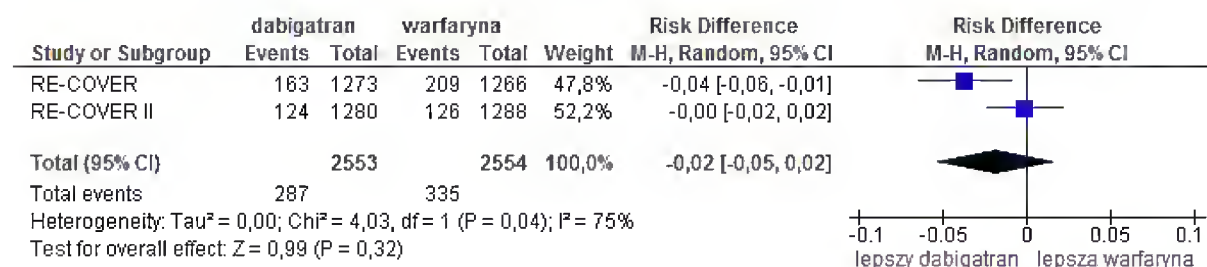 dabigatran warfaryna Risk Difference Risk Difference
Study or Subgroup Events Total Events Total Weight M-H, Random, 95% CI M-H, Random, 95% CI
RE-COVER 163 1273 209 1266 47,8% -0,04 [-0,06, -0,01]
RE-COVER II 124 1280 126 1288 52,2% -0,00 [-0,02, 0,02]
Total (95% CI) 2553 2554 100,0% -0,02 [-0,05, 0,02]
Total events 287 335
Heterogeneity: Tau² = 0,00; Chi² = 4,03, df = 1 (P = 0,04); I² = 75%
Test for overall effect: Z = 0,99 (P = 0,32)
-0.1 -0.05 0 0.05 0.1
lepszy dabigatran lepsza warfaryna